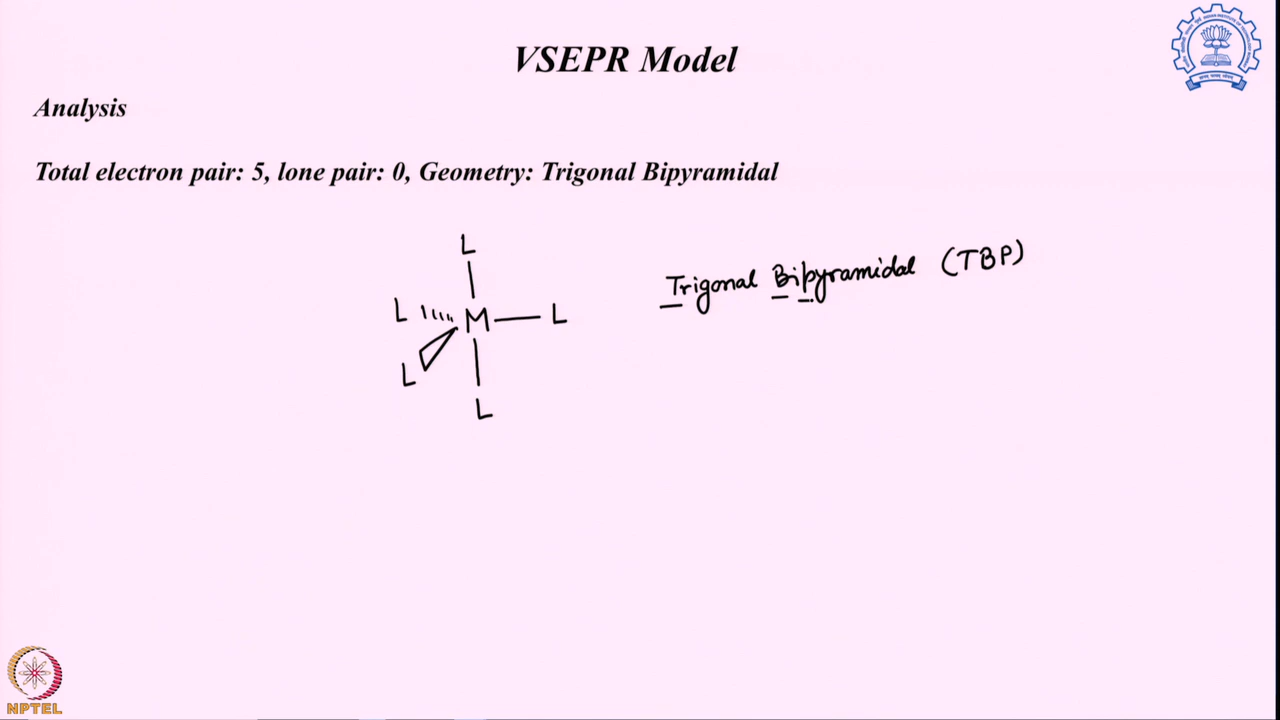 VSEPR Model
Analysis
Total electron pair: 5, lone pair: 0, Geometry: Trigonal Bipyramidal
L
Trigonal Bipyramidal (TBP)
L M L
L
L
NPTEL